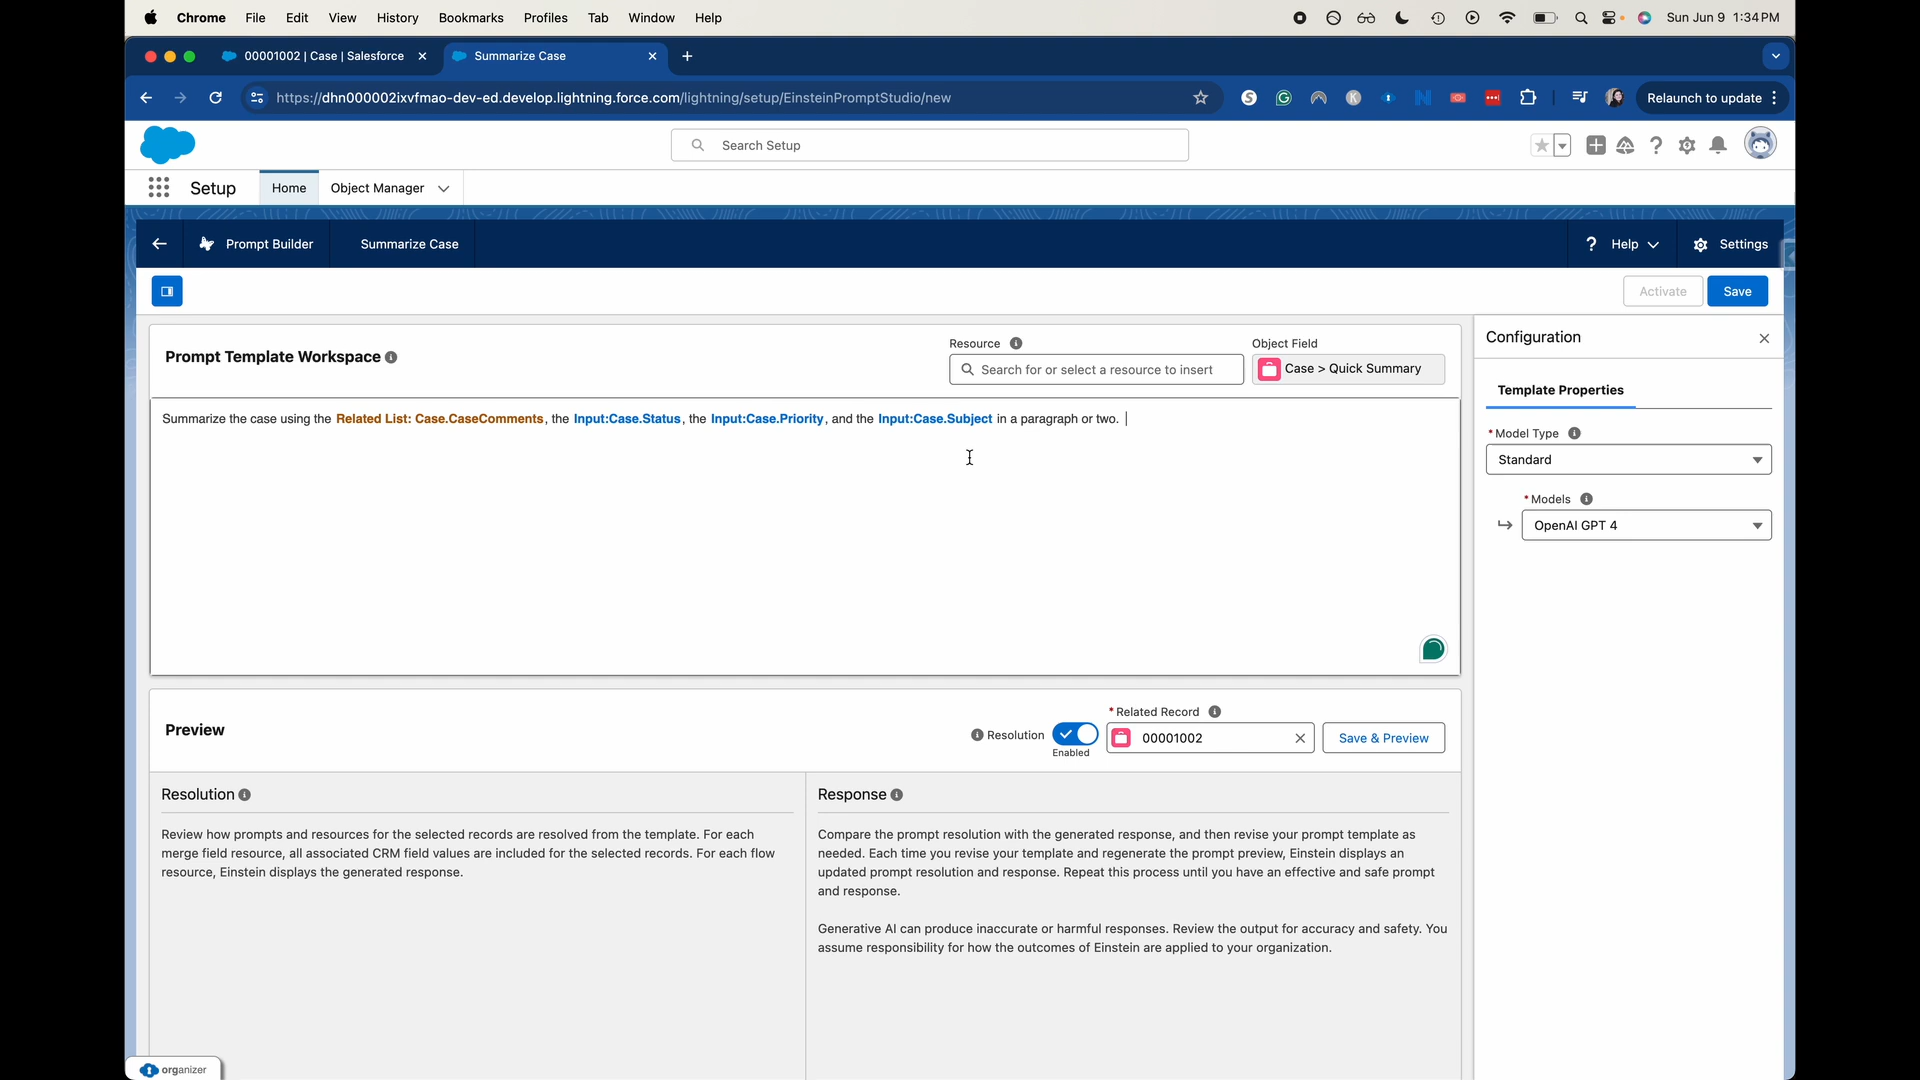 Chrome File Edit View History Bookmarks Profiles Tab Window Help Sun Jun 9 1:34 PM
00001002 | Case | Salesforce Summarize Case
https://dhn000002ixvfmao-dev-ed.develop.lightning.force.com/lightning/setup/EinsteinPromptStudio/new Relaunch to update
Search Setup
Setup Home Object Manager
Prompt Builder Summarize Case Help Settings
Activate Save
Prompt Template Workspace
Resource
Search for or select a resource to insert
Object Field
Case > Quick Summary
Summarize the case using the Related List: Case.CaseComments, the Input:Case.Status, the Input:Case.Priority, and the Input:Case.Subject in a paragraph or two.
Configuration
Template Properties
* Model Type
Standard
* Models
OpenAI GPT 4
Preview
Resolution
Enabled
* Related Record
00001002
Save & Preview
Resolution
Review how prompts and resources for the selected records are resolved from the template. For each
merge field resource, all associated CRM field values are included for the selected records. For each flow
resource, Einstein displays the generated response.
Response
Compare the prompt resolution with the generated response, and then revise your prompt template as
needed. Each time you revise your template and regenerate the prompt preview, Einstein displays an
updated prompt resolution and response. Repeat this process until you have an effective and safe prompt
and response.
Generative AI can produce inaccurate or harmful responses. Review the output for accuracy and safety. You
assume responsibility for how the outcomes of Einstein are applied to your organization.
organizer